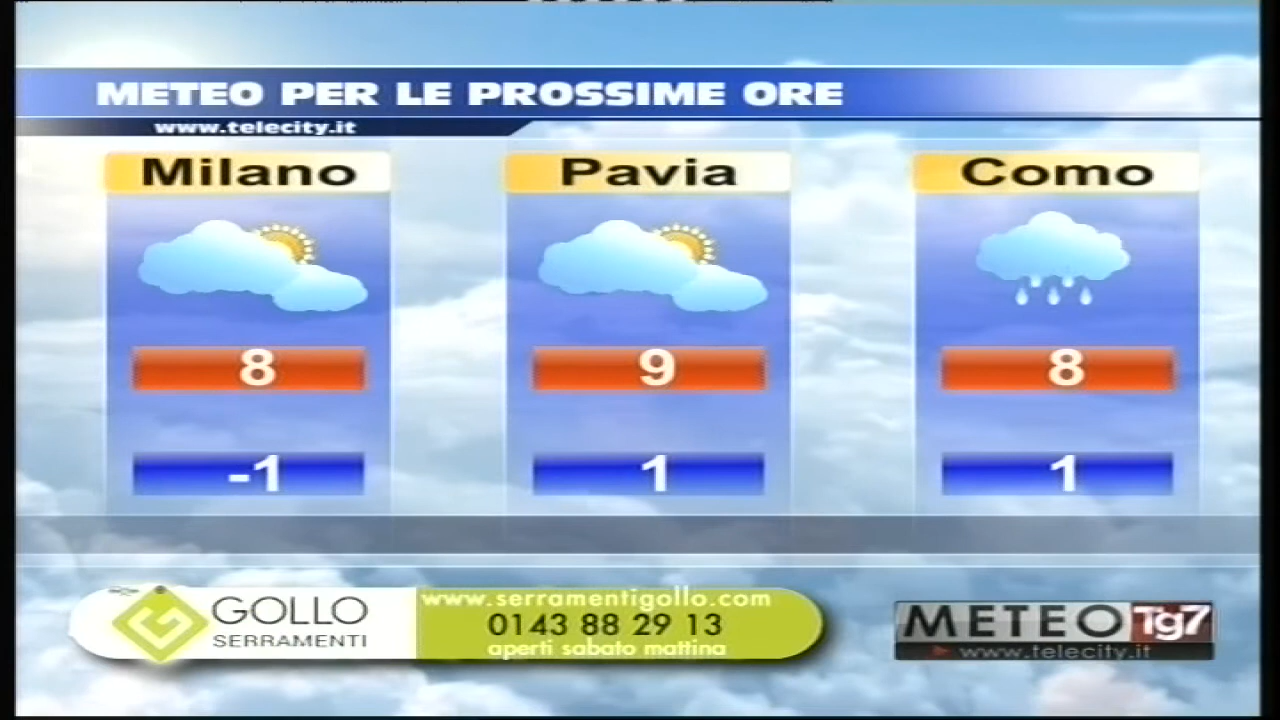 METEO PER LE PROSSIME ORE
www.telecity.it
Milano
Pavia
Como
8
9
8
-1
1
1
GOLLO
SERRAMENTI
www.serramentigollo.com
0143 88 29 13
aperti sabato mattina
METEO Tg7
www.telecity.it